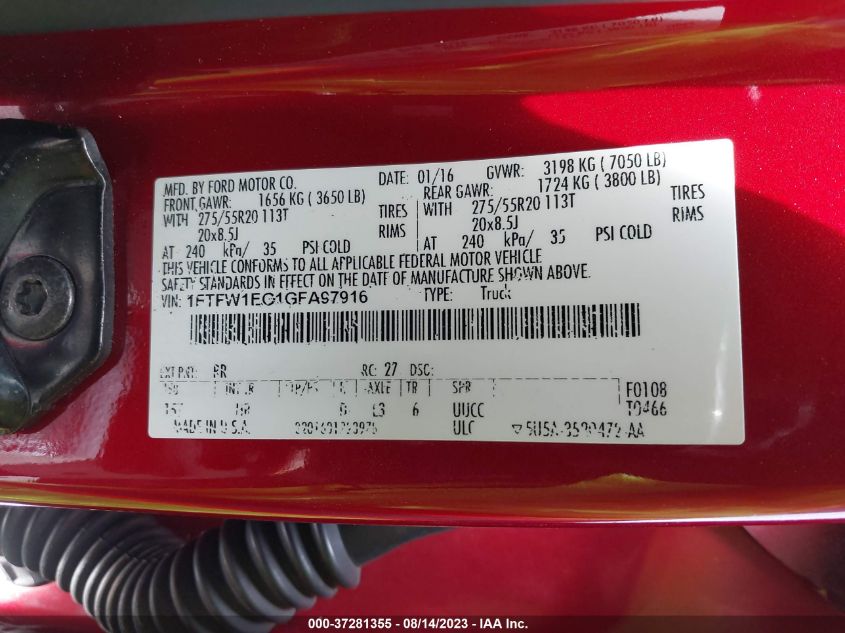 MFD. BY FORD MOTOR CO.
DATE: 01/16 GVWR: 3198 KG ( 7050 LB)
FRONT GAWR: 1656 KG ( 3650 LB)
REAR GAWR: 1724 KG ( 3800 LB)
WITH 275/55R20 113T TIRES
WITH 275/55R20 113T TIRES
20x8.5J RIMS
20x8.5J RIMS
AT 240 kPa/ 35 PSI COLD
AT 240 kPa/ 35 PSI COLD
THIS VEHICLE CONFORMS TO ALL APPLICABLE FEDERAL MOTOR VEHICLE
SAFETY STANDARDS IN EFFECT ON THE DATE OF MANUFACTURE SHOWN ABOVE.
VIN: TYPE: Truck
EXT PNT: RR RC: 27 DSC:
AXLE TR SPR F0108
L3 6 UUCC T0466
MADE IN U.S.A. ULC
000-37281355 - 08/14/2023 - IAA Inc.